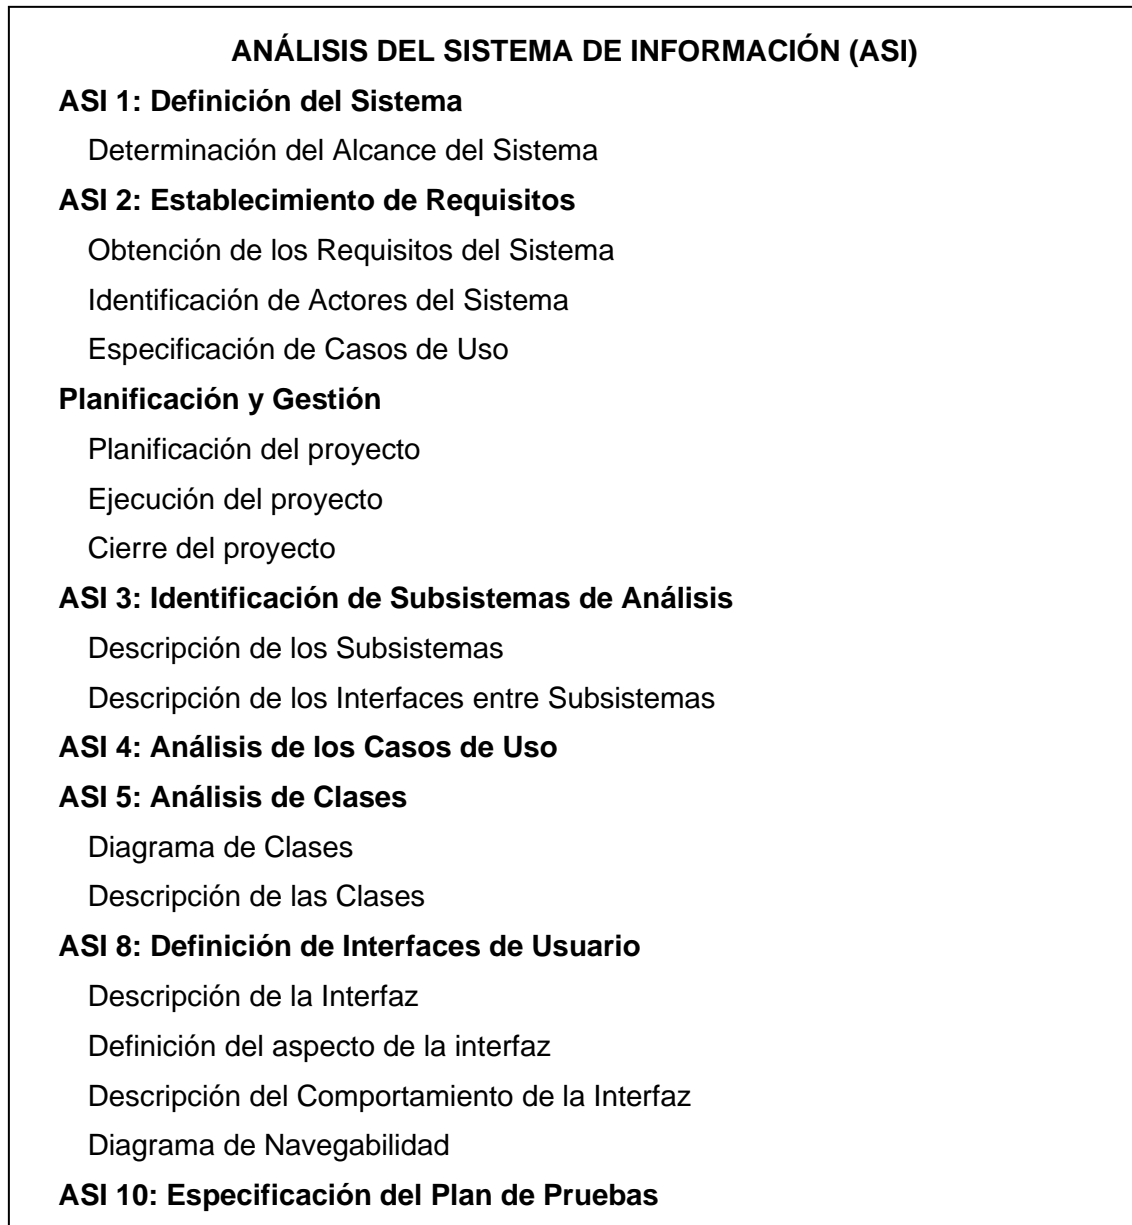 ANÁLISIS DEL SISTEMA DE INFORMACIÓN (ASI)
ASI 1: Definición del Sistema
Determinación del Alcance del Sistema
ASI 2: Establecimiento de Requisitos
Obtención de los Requisitos del Sistema
Identificación de Actores del Sistema
Especificación de Casos de Uso
Planificación y Gestión
Planificación del proyecto
Ejecución del proyecto
Cierre del proyecto
ASI 3: Identificación de Subsistemas de Análisis
Descripción de los Subsistemas
Descripción de los Interfaces entre Subsistemas
ASI 4: Análisis de los Casos de Uso
ASI 5: Análisis de Clases
Diagrama de Clases
Descripción de las Clases
ASI 8: Definición de Interfaces de Usuario
Descripción de la Interfaz
Definición del aspecto de la interfaz
Descripción del Comportamiento de la Interfaz
Diagrama de Navegabilidad
ASI 10: Especificación del Plan de Pruebas